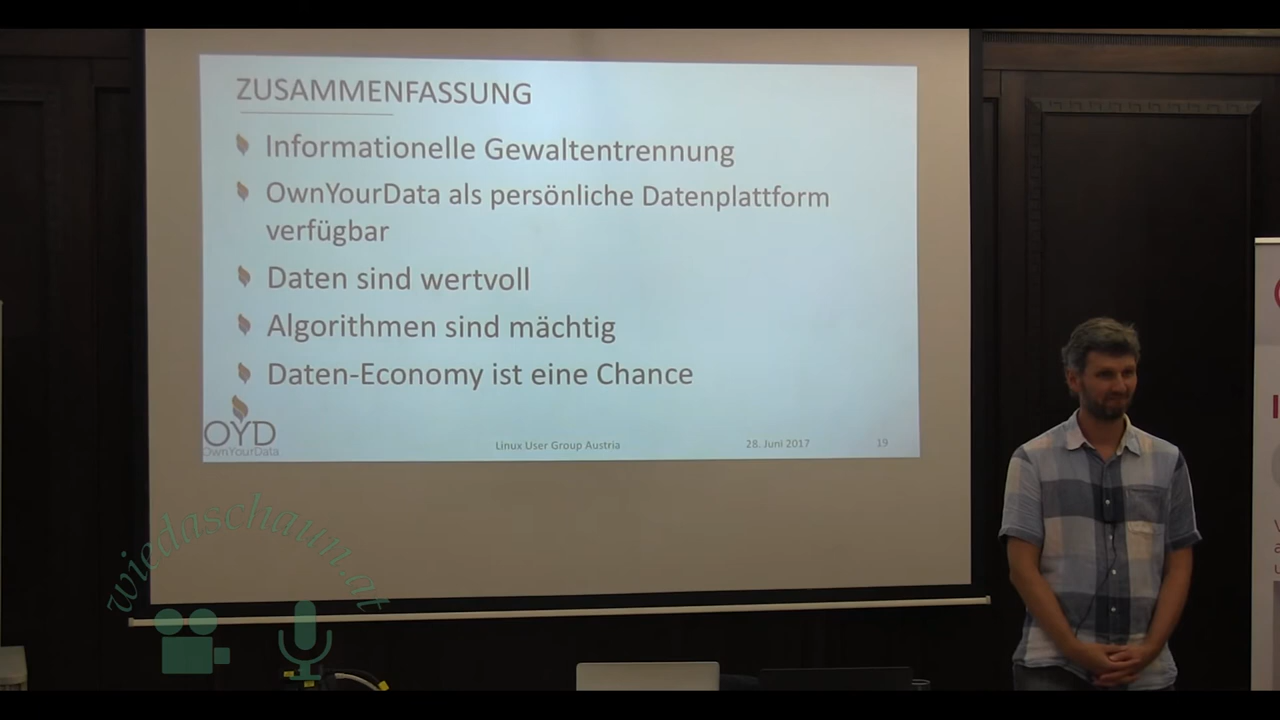 ZUSAMMENFASSUNG
Informationelle Gewaltentrennung
OwnYourData als persönliche Datenplattform
verfügbar
Daten sind wertvoll
Algorithmen sind mächtig
Daten-Economy ist eine Chance
OYD
OwnYourData
Linux User Group Austria
28. Juni 2017
19
wiedaschaun.at